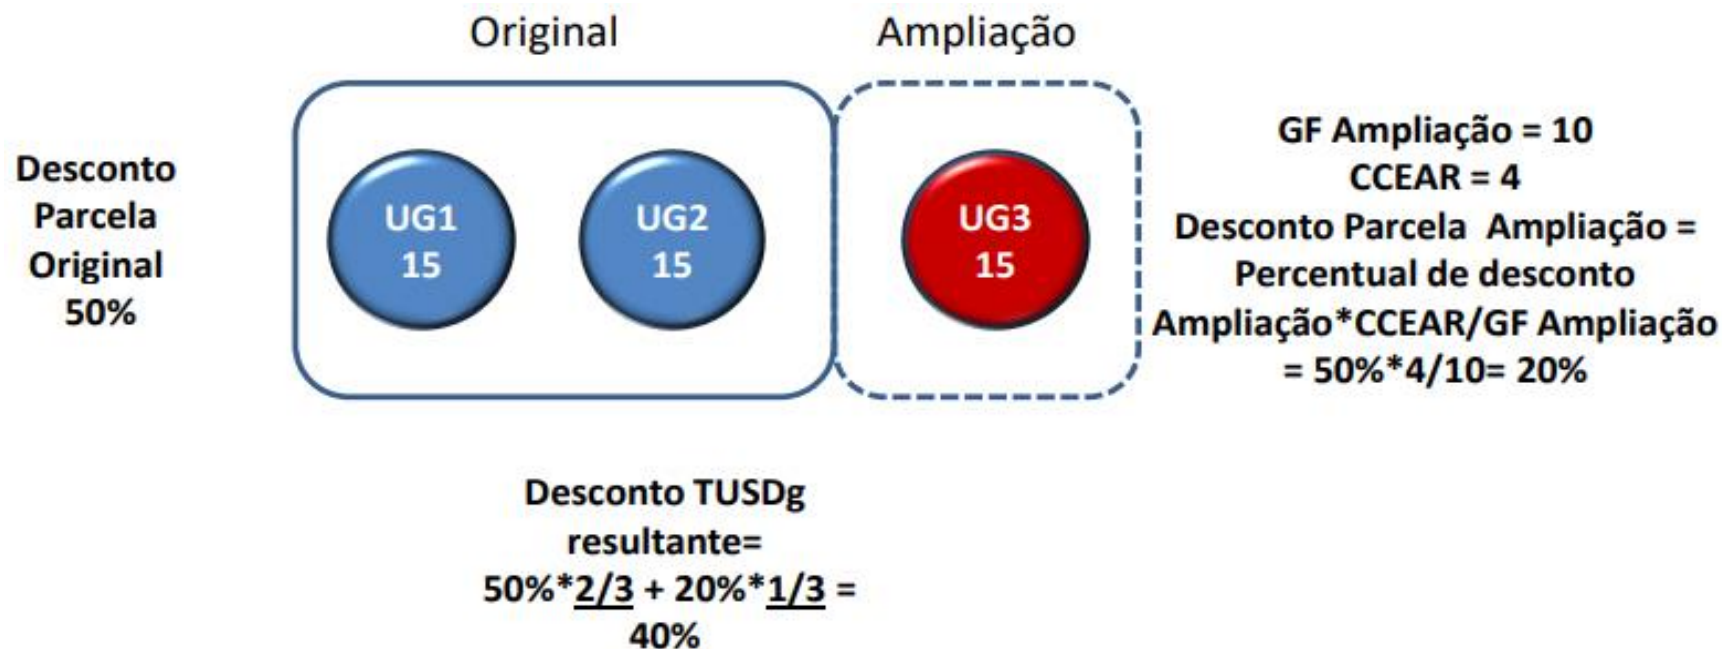 Original
Ampliação
Desconto
Parcela
Original
50%
UG1
15
UG2
15
UG3
15
GF Ampliação = 10
CCEAR = 4
Desconto Parcela Ampliação =
Percentual de desconto
Ampliação*CCEAR/GF Ampliação
= 50%*4/10= 20%
Desconto TUSDg
resultante=
50%*2/3 + 20%*1/3 =
40%